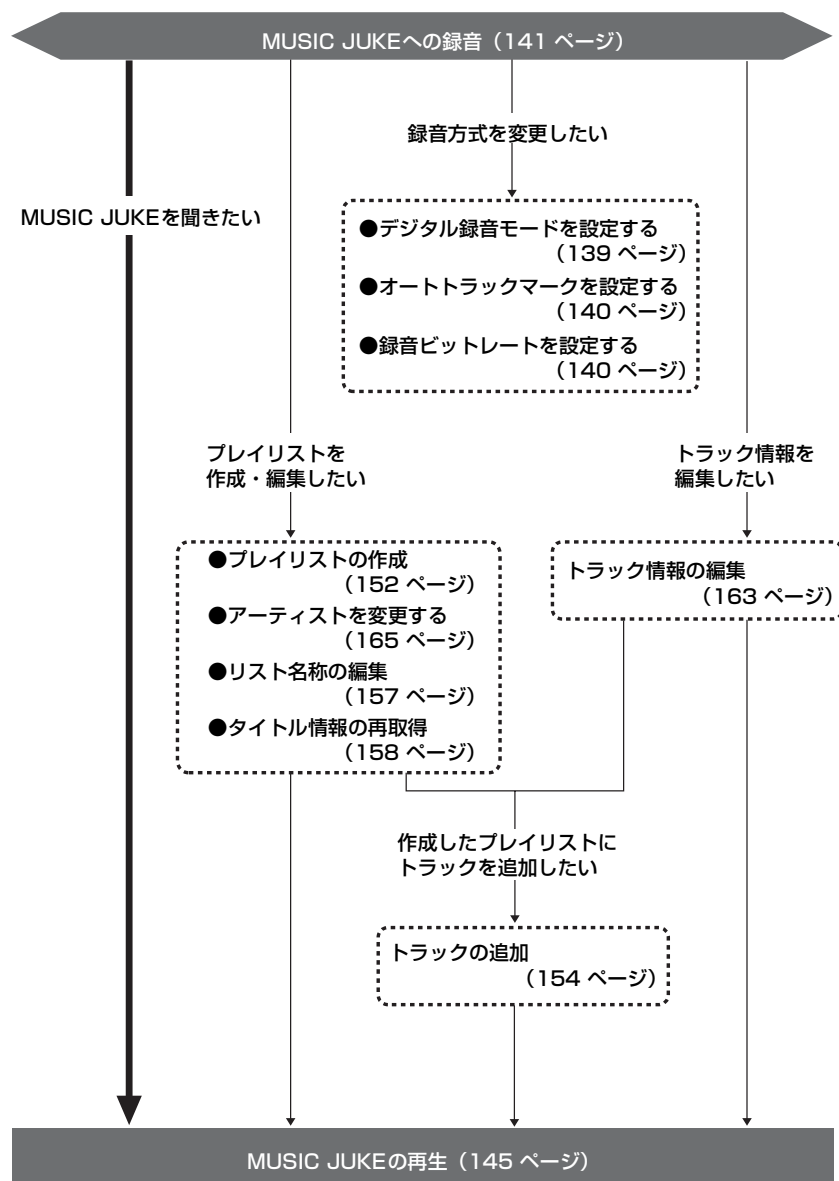 MUSIC JUKEへの録音（141 ページ）
録音方式を変更したい
MUSIC JUKEを聞きたい
●デジタル録音モードを設定する
（139 ページ）
●オートトラックマークを設定する
（140 ページ）
●録音ビットレートを設定する
（140 ページ）
プレイリストを
作成・編集したい
トラック情報を
編集したい
●プレイリストの作成
（152 ページ）
●アーティストを変更する
（165 ページ）
●リスト名称の編集
（157 ページ）
●タイトル情報の再取得
（158 ページ）
トラック情報の編集
（163 ページ）
作成したプレイリストに
トラックを追加したい
トラックの追加
（154 ページ）
MUSIC JUKEの再生（145 ページ）